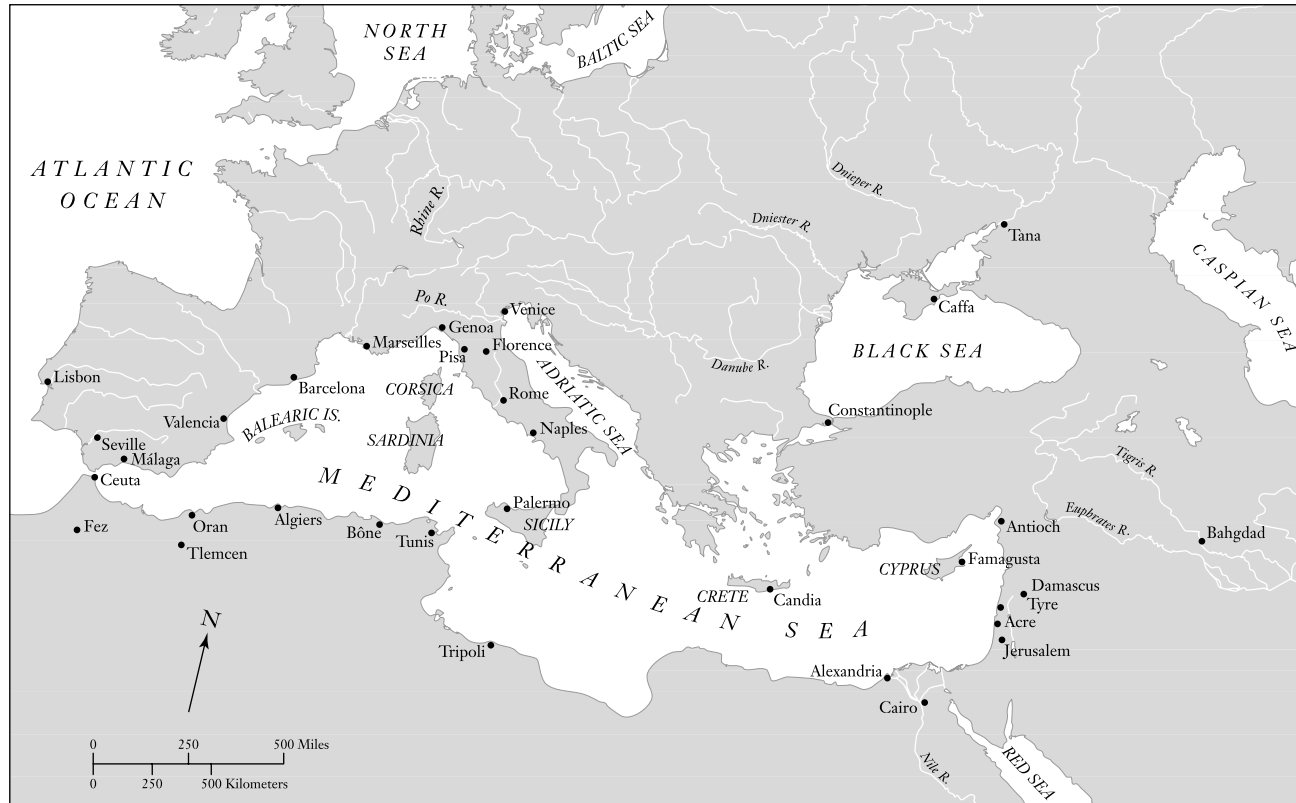 NORTH
SEA
BALTIC SEA
ATLANTIC
OCEAN
Rhine R.
Dnieper R.
Dniester R.
Tana
CASPIAN SEA
Po R.
Venice
Caffa
Genoa
Marseilles
Florence
Pisa
BLACK SEA
ADRIATIC SEA
Danube R.
Lisbon
Barcelona
CORSICA
Rome
Constantinople
Valencia
BALEARIC IS.
Naples
SARDINIA
Seville
Málaga
Tigris R.
Ceuta
MEDITERRANEAN SEA
Palermo
SICILY
Euphrates R.
Fez
Oran
Algiers
Bône
Tunis
Antioch
Bahgdad
Tlemcen
CYPRUS
Famagusta
CRETE
Candia
Damascus
Tyre
Acre
N
Tripoli
Jerusalem
Alexandria
Cairo
Nile R.
RED SEA
0 250 500 Miles
0 250 500 Kilometers